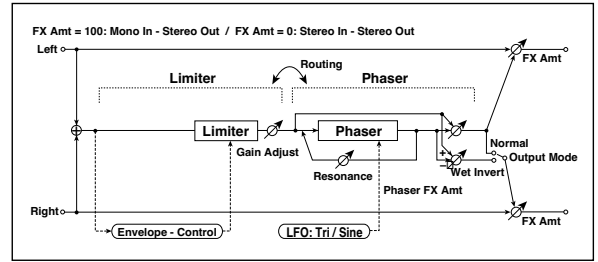 FX Amt = 100: Mono In - Stereo Out / FX Amt = 0: Stereo In - Stereo Out
Left
FX Amt
Routing
Limiter
Phaser
Limiter
Phaser
Gain Adjust
Resonance
Normal
Output Mode
+
−
Wet Invert
Phaser FX Amt
Right
FX Amt
Envelope - Control
LFO: Tri / Sine